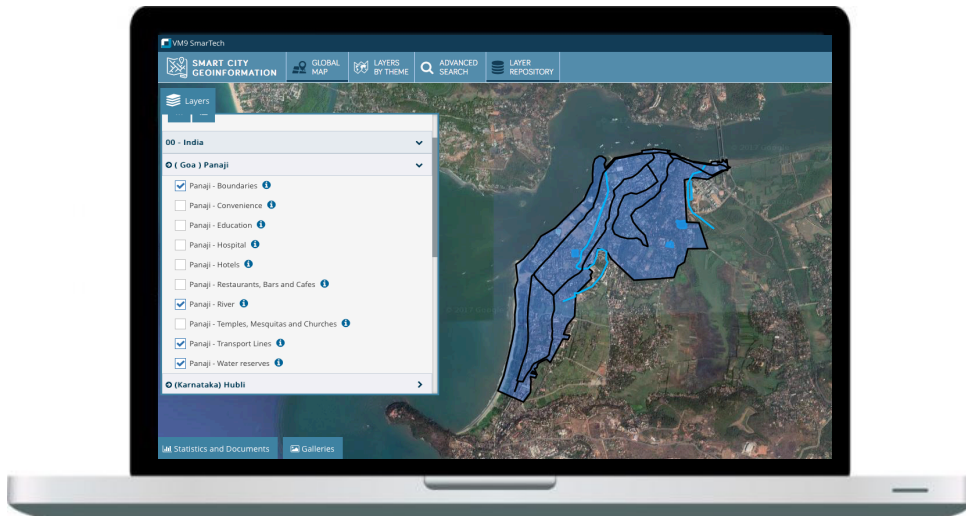 VM9 SmarTech
SMART CITY
GEOINFORMATION
GLOBAL
MAP
LAYERS
BY THEME
ADVANCED
SEARCH
LAYER
REPOSITORY
Layers
00 - India
( Goa ) Panaji
Panaji - Boundaries
Panaji - Convenience
Panaji - Education
Panaji - Hospital
Panaji - Hotels
Panaji - Restaurants, Bars and Cafes
Panaji - River
Panaji - Temples, Mesquitas and Churches
Panaji - Transport Lines
Panaji - Water reserves
(Karnataka) Hubli
Statistics and Documents
Galleries